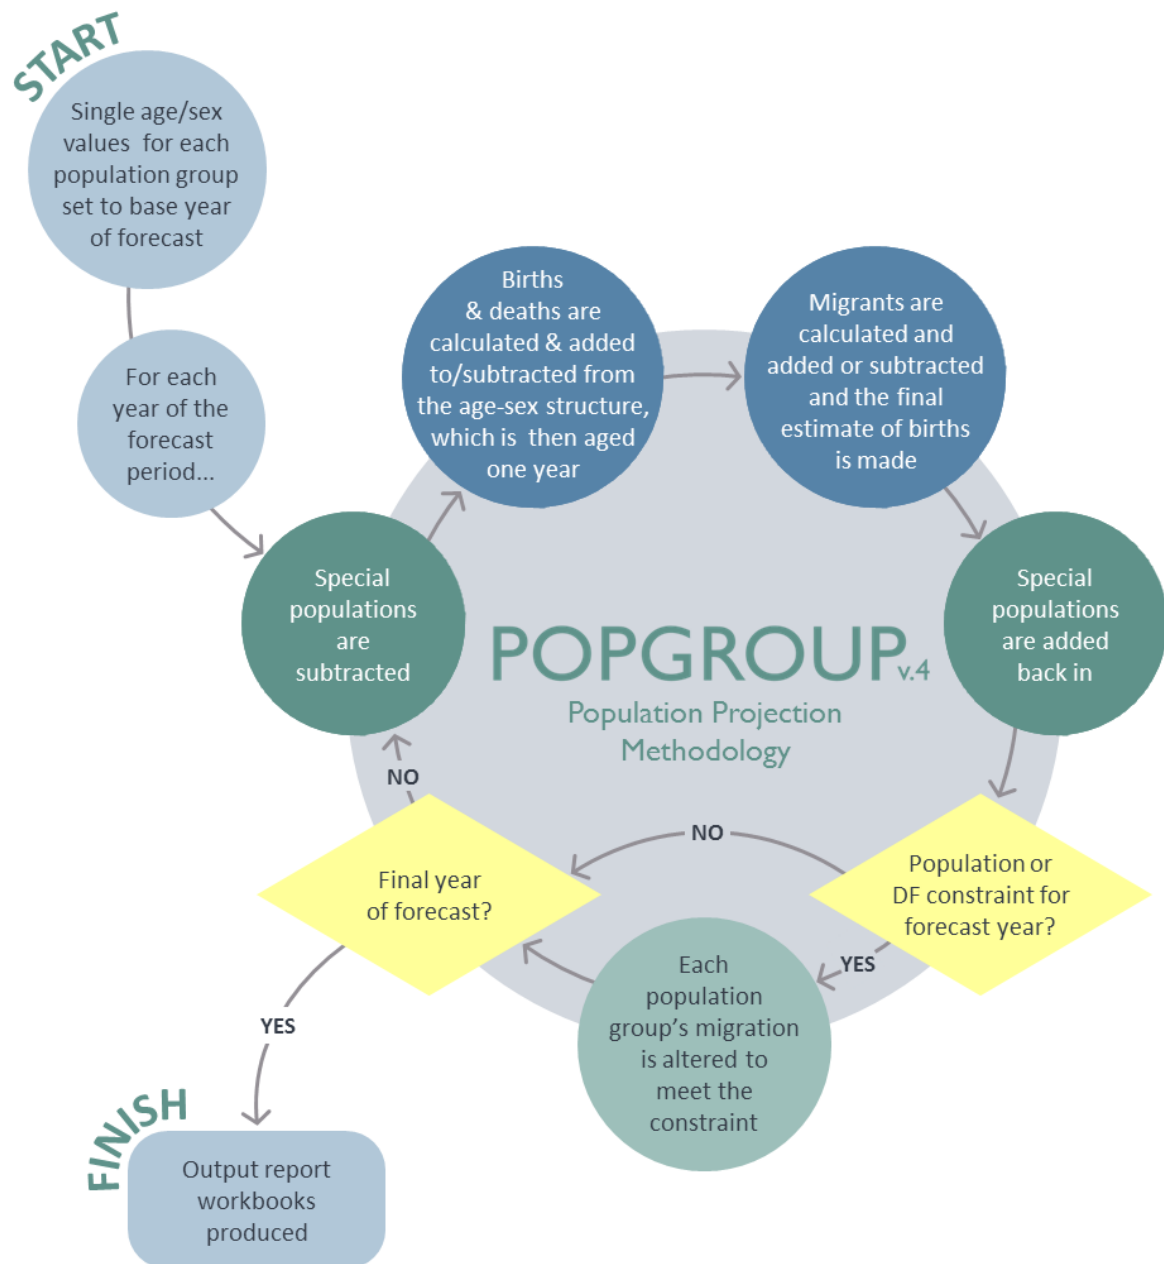 START
Single age/sex
values for each
population group
set to base year
of forecast
For each
year of the
forecast
period...
Special
populations
are
subtracted
Births
& deaths are
calculated & added
to/subtracted from
the age-sex structure,
which is then aged
one year
Migrants are
calculated and
added or subtracted
and the final
estimate of births
is made
Special
populations
are added
back in
POPGROUP v.4
Population Projection
Methodology
Population or
DF constraint for
forecast year?
NO
YES
Each
population
group's migration
is altered to
meet the
constraint
Final year
of forecast?
NO
YES
FINISH
Output report
workbooks
produced